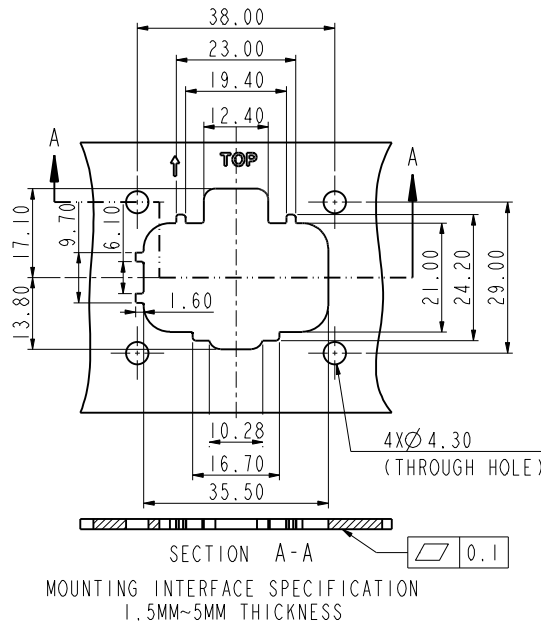 38.00
23.00
19.40
12.40
A
TOP
A
17.10
9.70
6.10
13.80
1.60
21.00
24.20
29.00
10.28
16.70
35.50
4XØ 4.30
(THROUGH HOLE)
SECTION A-A
0.1
MOUNTING INTERFACE SPECIFICATION
1.5MM~5MM THICKNESS